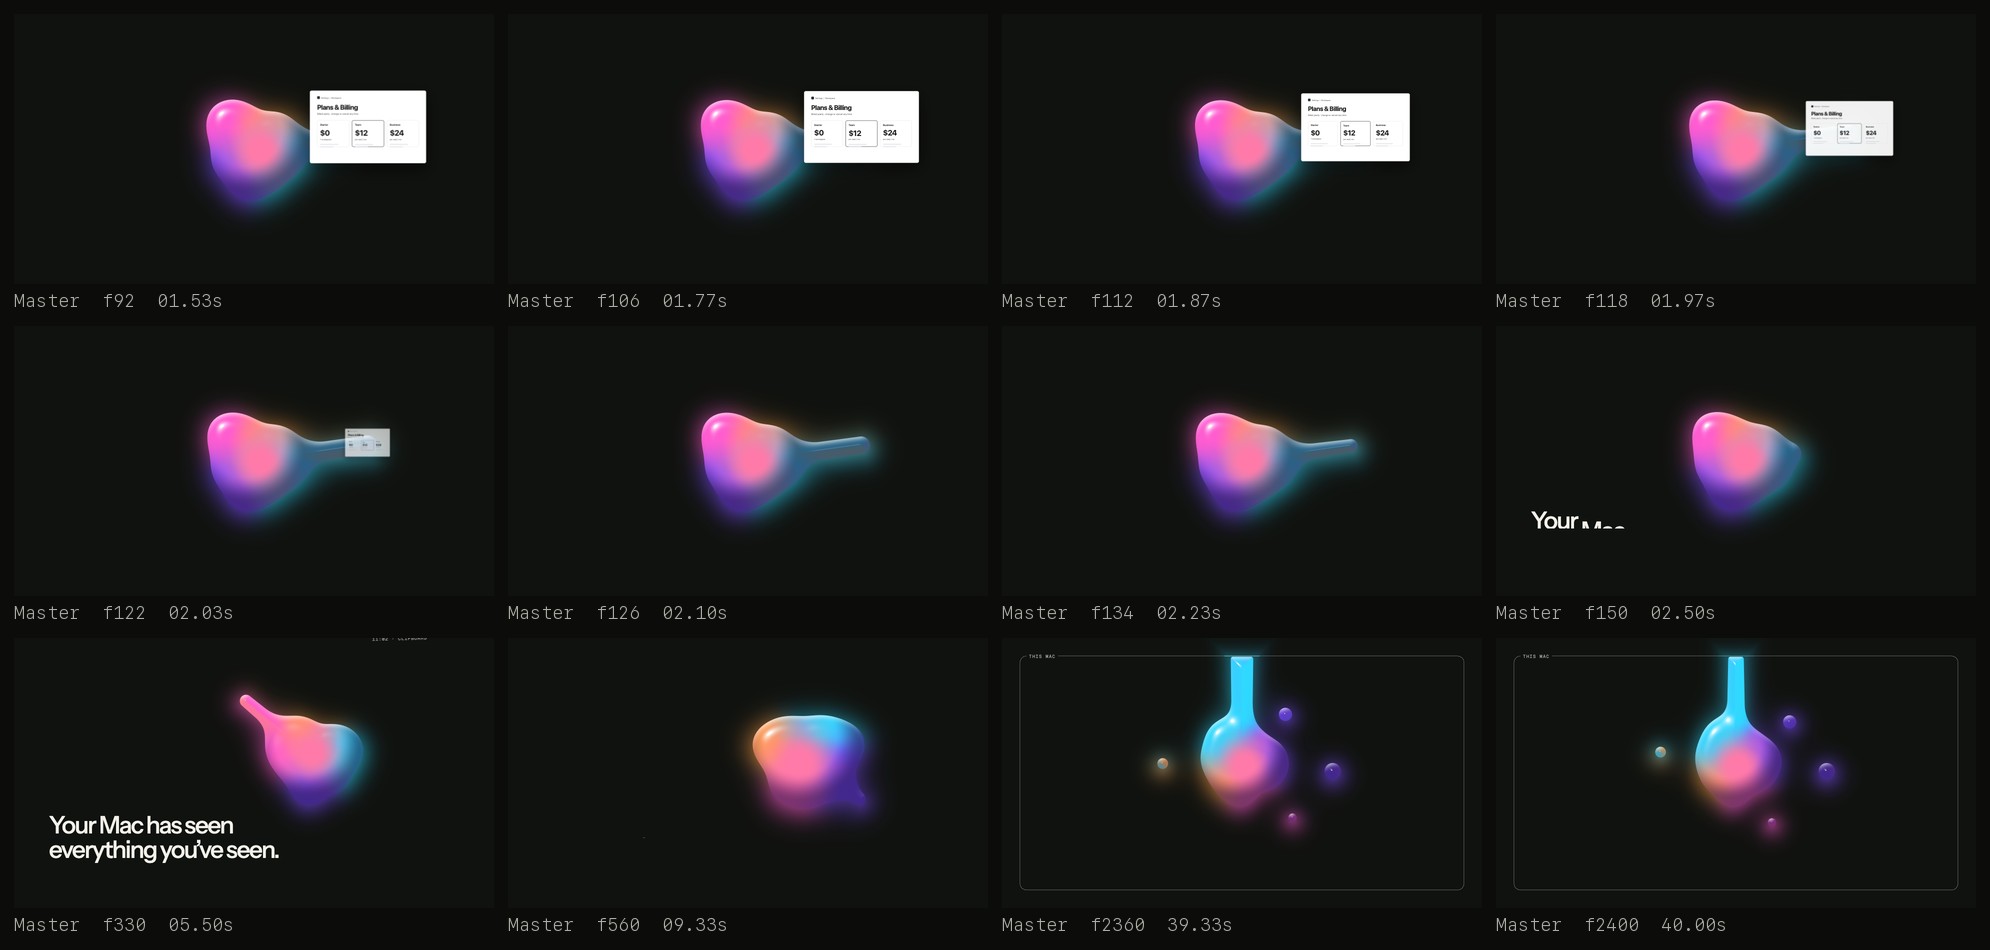 Plans & Billing
$0 $12 $24
Plans & Billing
$0 $12 $24
Plans & Billing
$0 $12 $24
Plans & Billing
$0 $12 $24
Master f92 01.53s
Master f106 01.77s
Master f112 01.87s
Master f118 01.97s
Your
Master f122 02.03s
Master f126 02.10s
Master f134 02.23s
Master f150 02.50s
THIS MAC
THIS MAC
Your Mac has seen
everything you've seen.
Master f330 05.50s
Master f560 09.33s
Master f2360 39.33s
Master f2400 40.00s